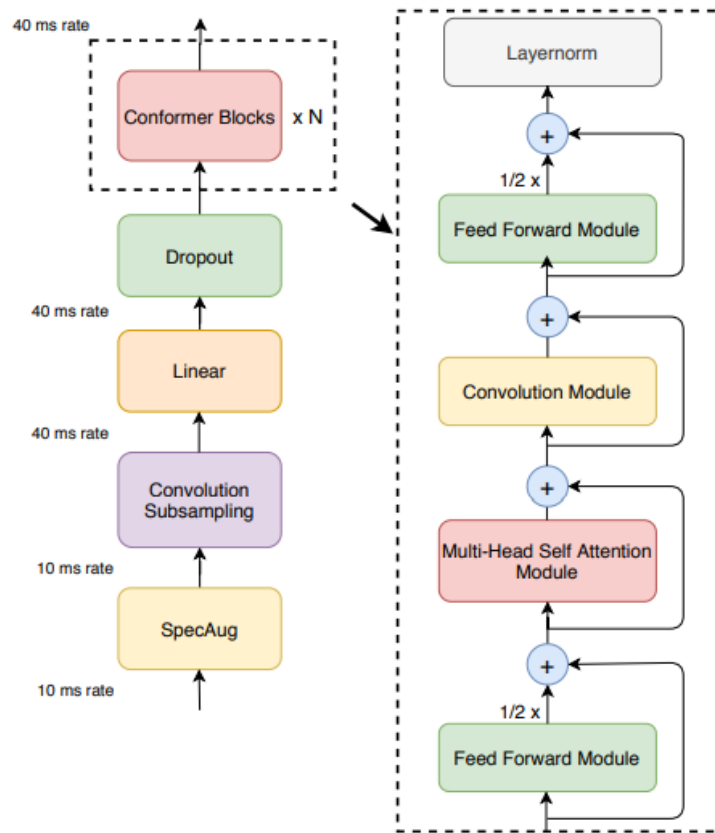 40 ms rate
Conformer Blocks
x N
Dropout
40 ms rate
Linear
40 ms rate
Convolution
Subsampling
10 ms rate
SpecAug
10 ms rate
Layernorm
+
1/2 x
Feed Forward Module
+
Convolution Module
+
Multi-Head Self Attention
Module
+
1/2 x
Feed Forward Module